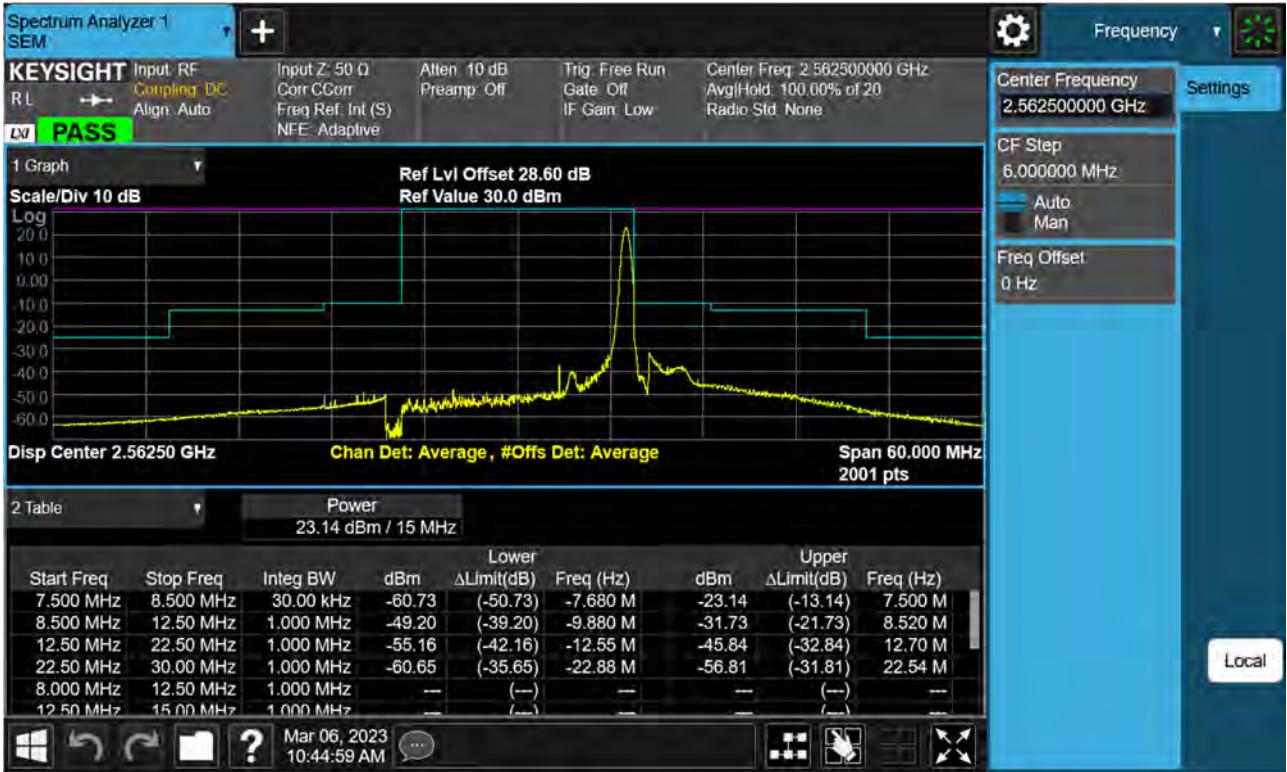 Spectrum Analyzer 1
SEM
Frequency
KEYSIGHT
R L
LXI
PASS
Input: RF
Coupling: DC
Align: Auto
Input Z: 50 Ω
Corr CCorr
Freq Ref: Int (S)
NFE: Adaptive
Atten: 10 dB
Preamp: Off
Trig: Free Run
Gate: Off
IF Gain: Low
Center Freq: 2.562500000 GHz
Avg|Hold: 100.00% of 20
Radio Std: None
Center Frequency
2.562500000 GHz
Settings
CF Step
6.000000 MHz
Auto
Man
Freq Offset
0 Hz
Local
1 Graph
Scale/Div 10 dB
Ref Lvl Offset 28.60 dB
Ref Value 30.0 dBm
Log
20.0
10.0
0.00
-10.0
-20.0
-30.0
-40.0
-50.0
-60.0
Disp Center 2.56250 GHz
Chan Det: Average, #Offs Det: Average
Span 60.000 MHz
2001 pts
2 Table
Power
23.14 dBm / 15 MHz
Lower Upper
Start Freq Stop Freq Integ BW dBm ΔLimit(dB) Freq (Hz) dBm ΔLimit(dB) Freq (Hz)
7.500 MHz 8.500 MHz 30.00 kHz -60.73 (-50.73) -7.680 M -23.14 (-13.14) 7.500 M
8.500 MHz 12.50 MHz 1.000 MHz -49.20 (-39.20) -9.880 M -31.73 (-21.73) 8.520 M
12.50 MHz 22.50 MHz 1.000 MHz -55.16 (-42.16) -12.55 M -45.84 (-32.84) 12.70 M
22.50 MHz 30.00 MHz 1.000 MHz -60.65 (-35.65) -22.88 M -56.81 (-31.81) 22.54 M
8.000 MHz 12.50 MHz 1.000 MHz --- (---) --- --- (---) ---
12.50 MHz 15.00 MHz 1.000 MHz --- (---) --- --- (---) ---
?
Mar 06, 2023
10:44:59 AM